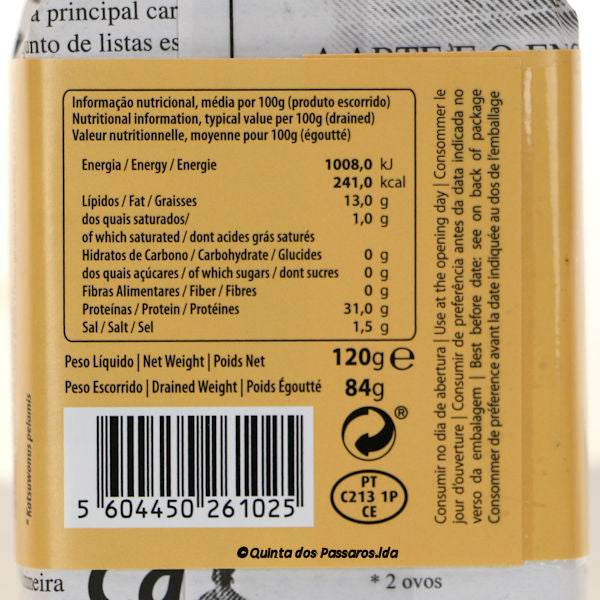 a principal car
nto de listas es
Informação nutricional, média por 100g (produto escorrido)
Nutritional information, typical value per 100g (drained)
Valeur nutritionnelle, moyenne pour 100g (égoutté)
Energia / Energy / Energie 1008,0 kJ
241,0 kcal
Lípidos / Fat / Graisses 13,0 g
dos quais saturados/ 1,0 g
of which saturated / dont acides grás saturés
Hidratos de Carbono / Carbohydrate / Glucides 0 g
dos quais açúcares / of which sugars / dont sucres 0 g
Fibras Alimentares / Fiber / Fibres 0 g
Proteínas / Protein / Protéines 31,0 g
Sal / Salt / Sel 1,5 g
Peso Líquido | Net Weight | Poids Net 120g ℮
Peso Escorrido | Drained Weight | Poids Égoutté 84g
®
5 604450 261025
PT
C213 1P
CE
Consumir no dia de abertura | Use at the opening day | Consommer le
jour d'ouverture | Consumir de preferência antes da data indicada no
verso da embalagem | Best before date: see on back of package
Consommer de préference avant la date indiquée au dos de l'emballage
*Katsuwonus pelamis
© Quinta dos Passaros.lda
neira
Ca
* 2 ovos